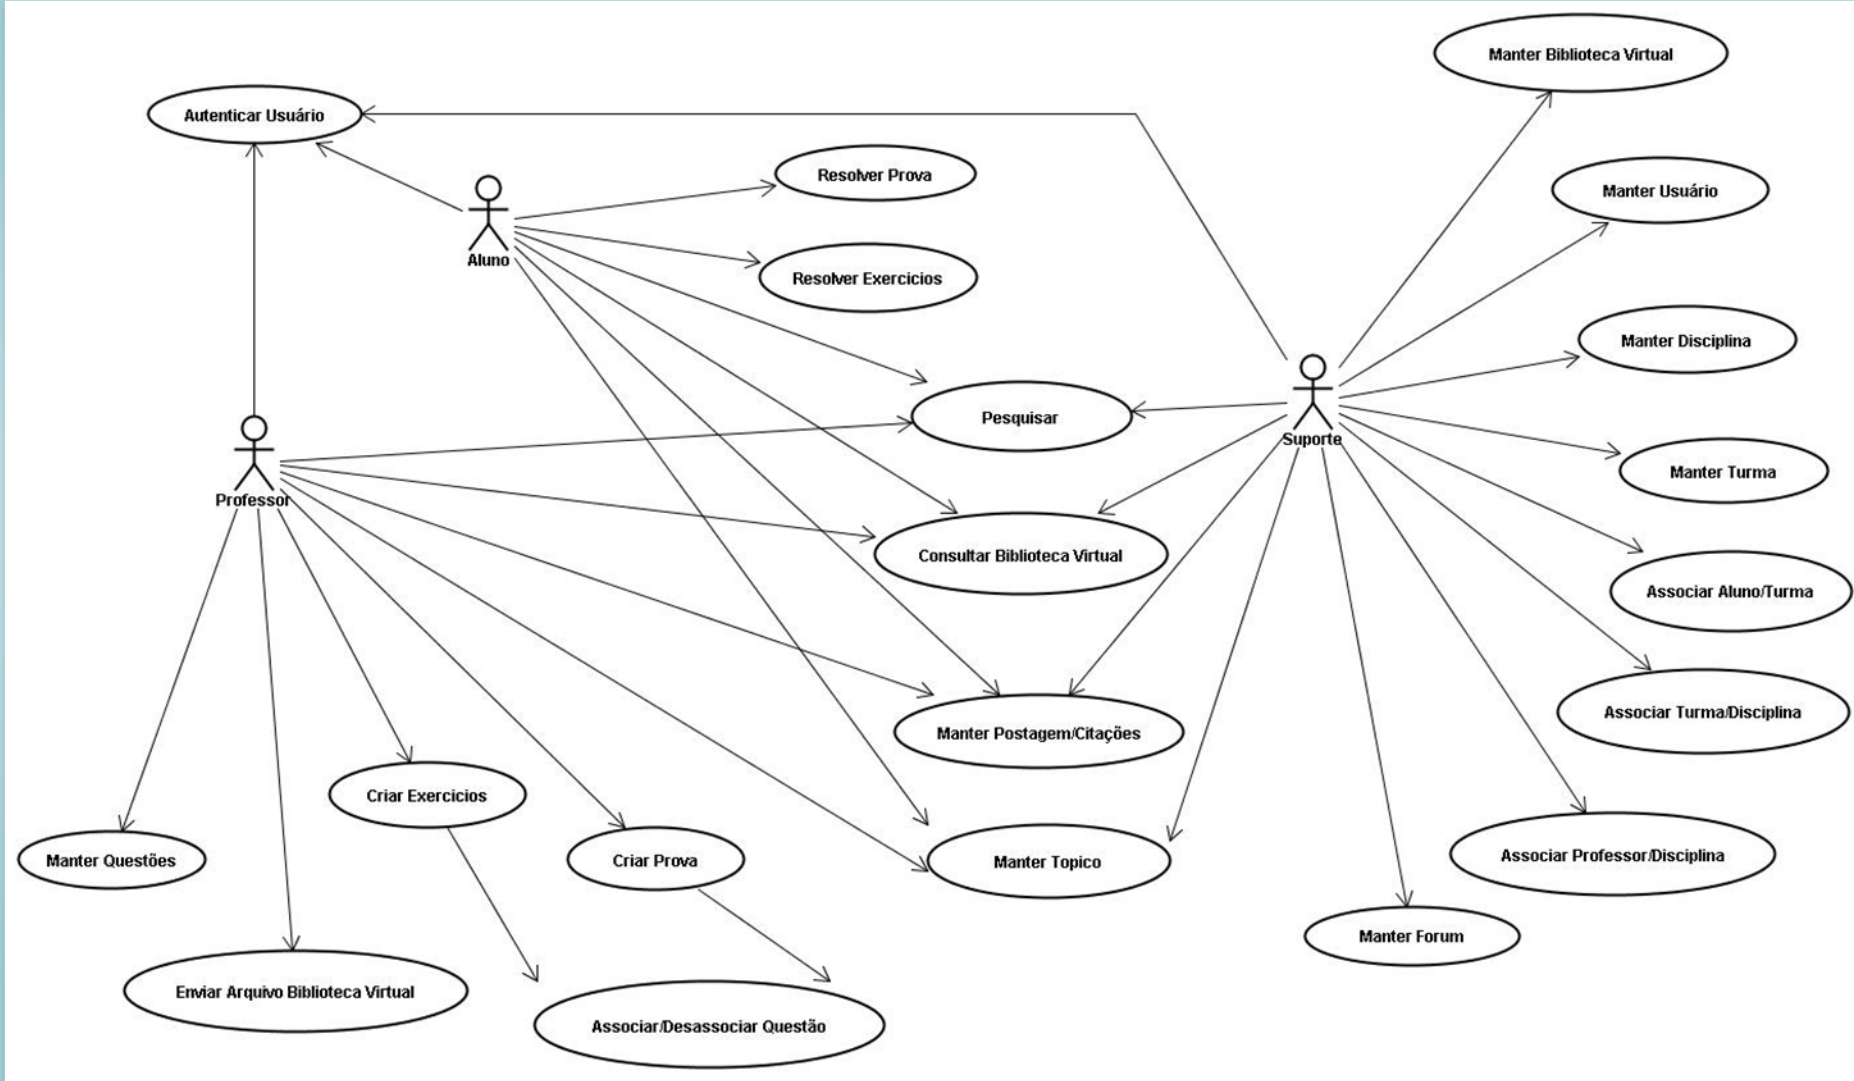 Manter Biblioteca Virtual
Autenticar Usuário
Resolver Prova
Manter Usuário
Aluno
Resolver Exercicios
Manter Disciplina
Pesquisar
Suporte
Manter Turma
Professor
Consultar Biblioteca Virtual
Associar Aluno/Turma
Associar Turma/Disciplina
Manter Postagem/Citações
Criar Exercicios
Manter Questões
Criar Prova
Manter Topico
Associar Professor/Disciplina
Manter Forum
Enviar Arquivo Biblioteca Virtual
Associar/Desassociar Questão